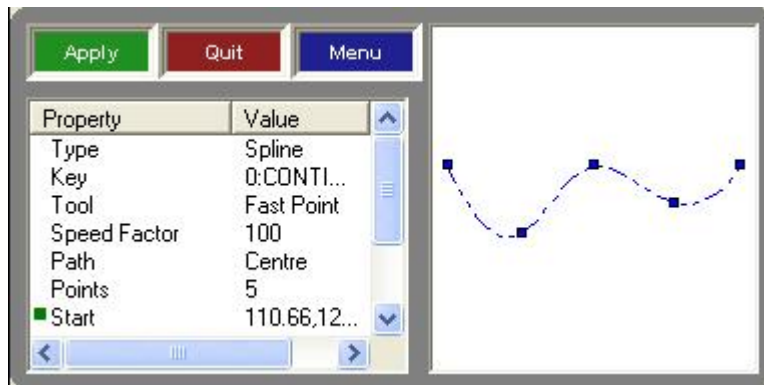 Apply Quit Menu
Property Value
Type Spline
Key 0:CONTI...
Tool Fast Point
Speed Factor 100
Path Centre
Points 5
Start 110.66,12...